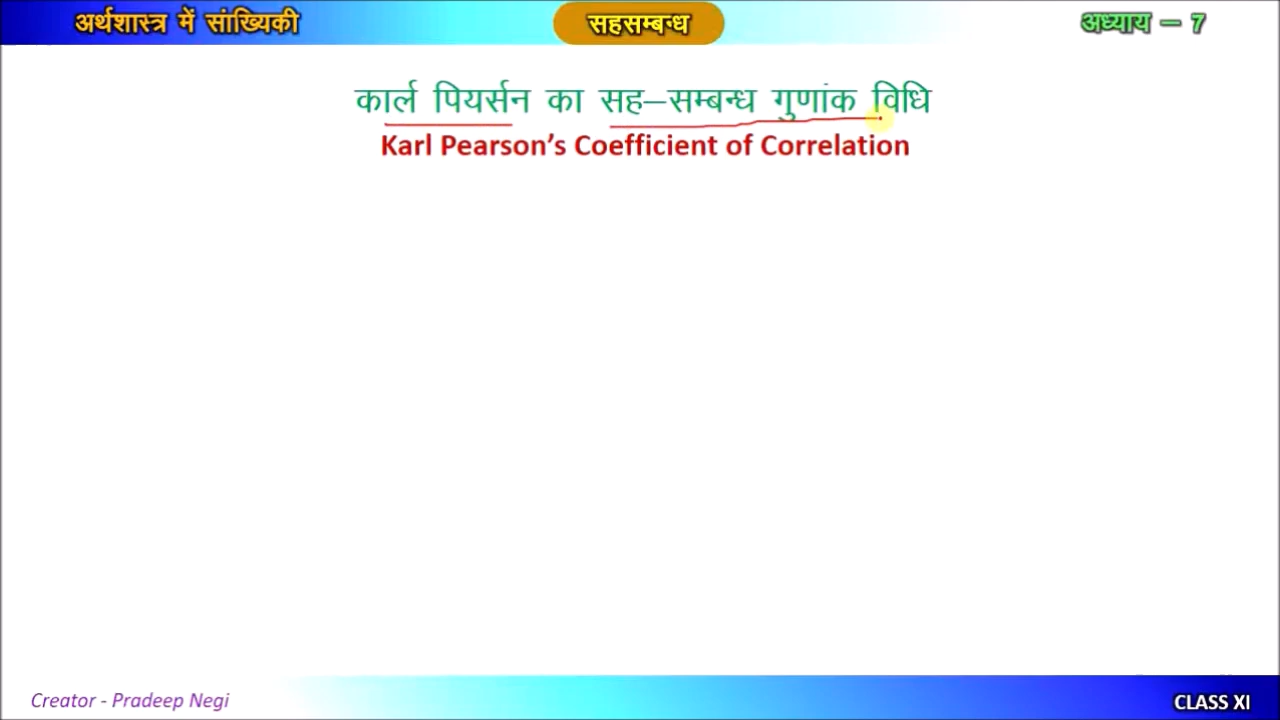 अर्थशास्त्र में सांख्यिकी
सहसम्बन्ध
अध्याय – 7
कार्ल पियर्सन का सह–सम्बन्ध गुणांक विधि
Karl Pearson’s Coefficient of Correlation
Creator - Pradeep Negi
CLASS XI